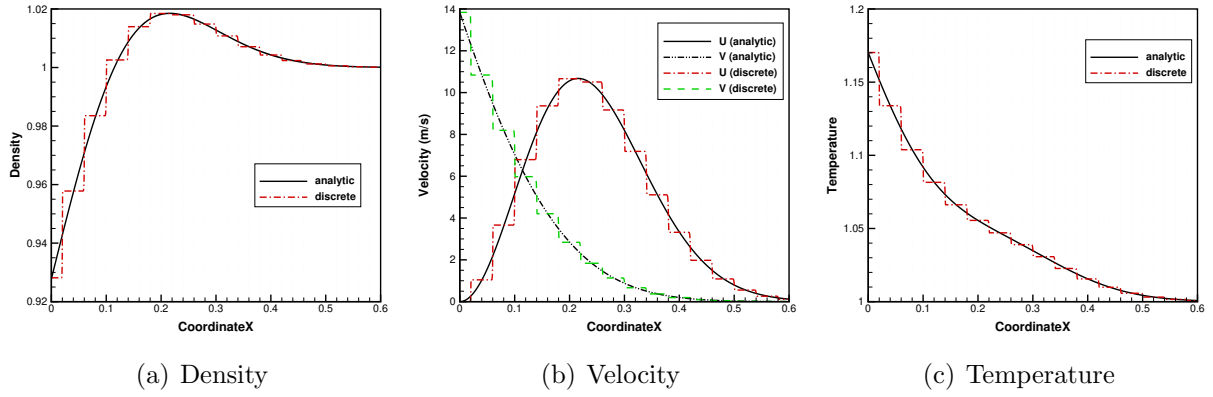 1.02
1
0.98
0.96
0.94
0.92
Density
0
0.1
0.2
0.3
0.4
0.5
0.6
CoordinateX
analytic
discrete
(a) Density
14
12
10
8
6
4
2
0
Velocity (m/s)
0
0.1
0.2
0.3
0.4
0.5
0.6
CoordinateX
U (analytic)
V (analytic)
U (discrete)
V (discrete)
(b) Velocity
1.2
1.15
1.1
1.05
1
Temperature
0
0.1
0.2
0.3
0.4
0.5
0.6
CoordinateX
analytic
discrete
(c) Temperature